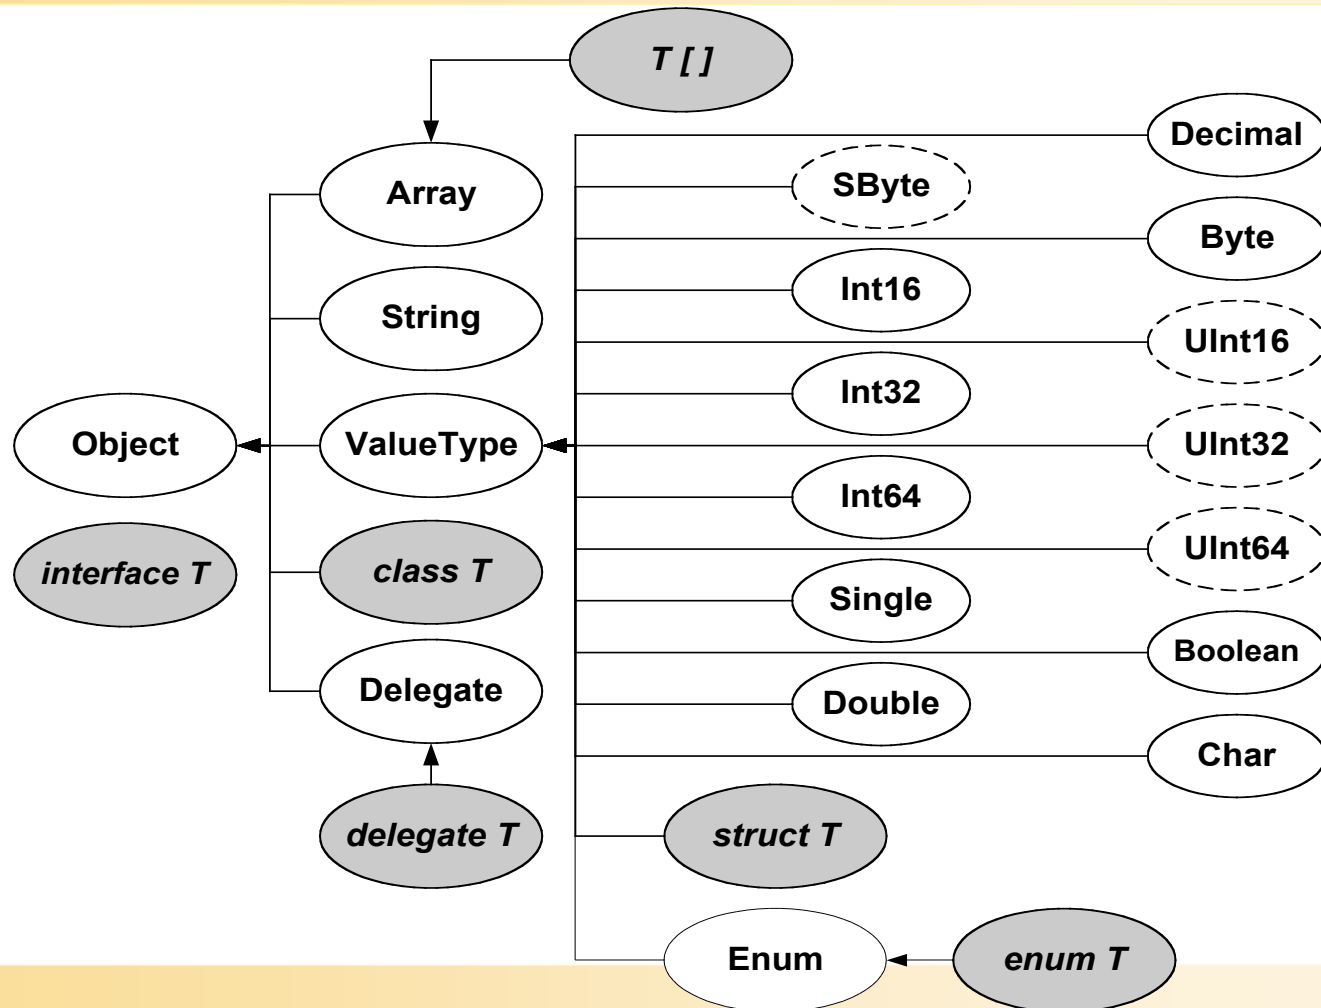 T [ ]
Decimal
SByte
Array
Byte
Int16
String
UInt16
Int32
Object
ValueType
UInt32
Int64
UInt64
interface T
class T
Single
Boolean
Delegate
Double
Char
delegate T
struct T
Enum
enum T